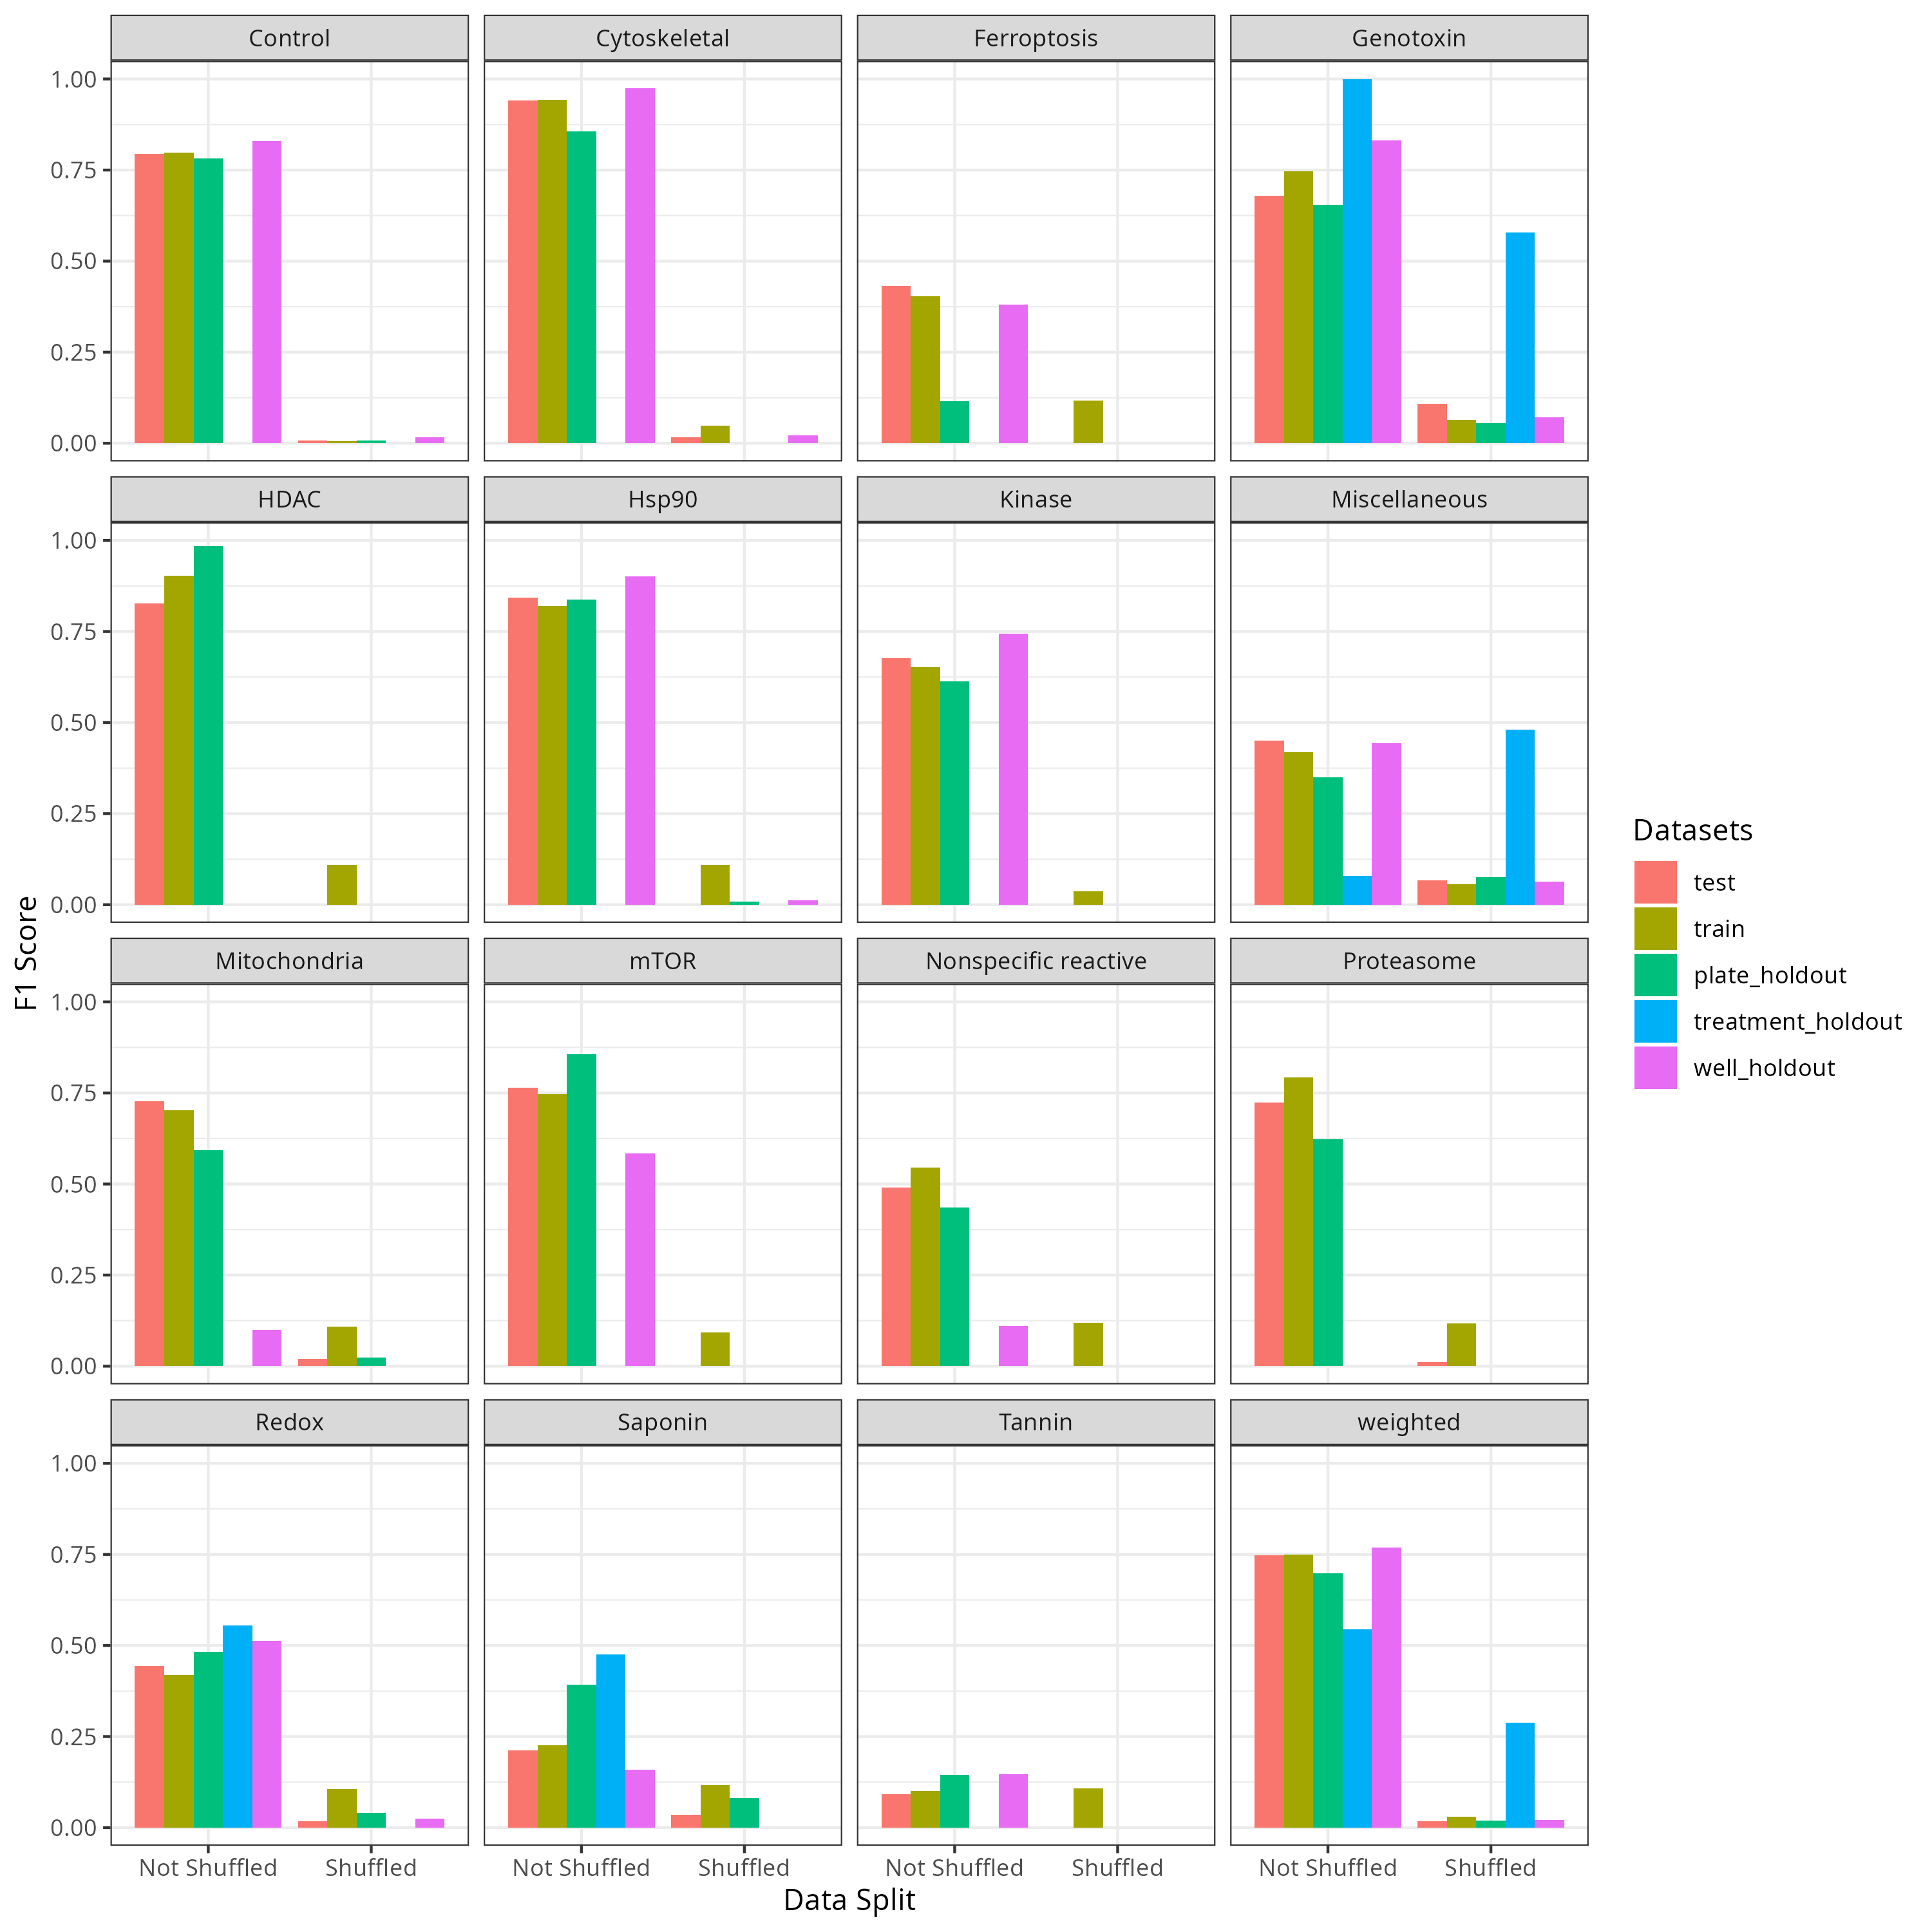 Control Cytoskeletal Ferroptosis Genotoxin
1.00
0.75
0.50
0.25
0.00
HDAC Hsp90 Kinase Miscellaneous
1.00
0.75
0.50
0.25
0.00
Mitochondria mTOR Nonspecific reactive Proteasome
1.00
0.75
0.50
0.25
0.00
Redox Saponin Tannin weighted
1.00
0.75
0.50
0.25
0.00
Not Shuffled Shuffled Not Shuffled Shuffled Not Shuffled Shuffled Not Shuffled Shuffled
Data Split
F1 Score
Datasets
test
train
plate_holdout
treatment_holdout
well_holdout